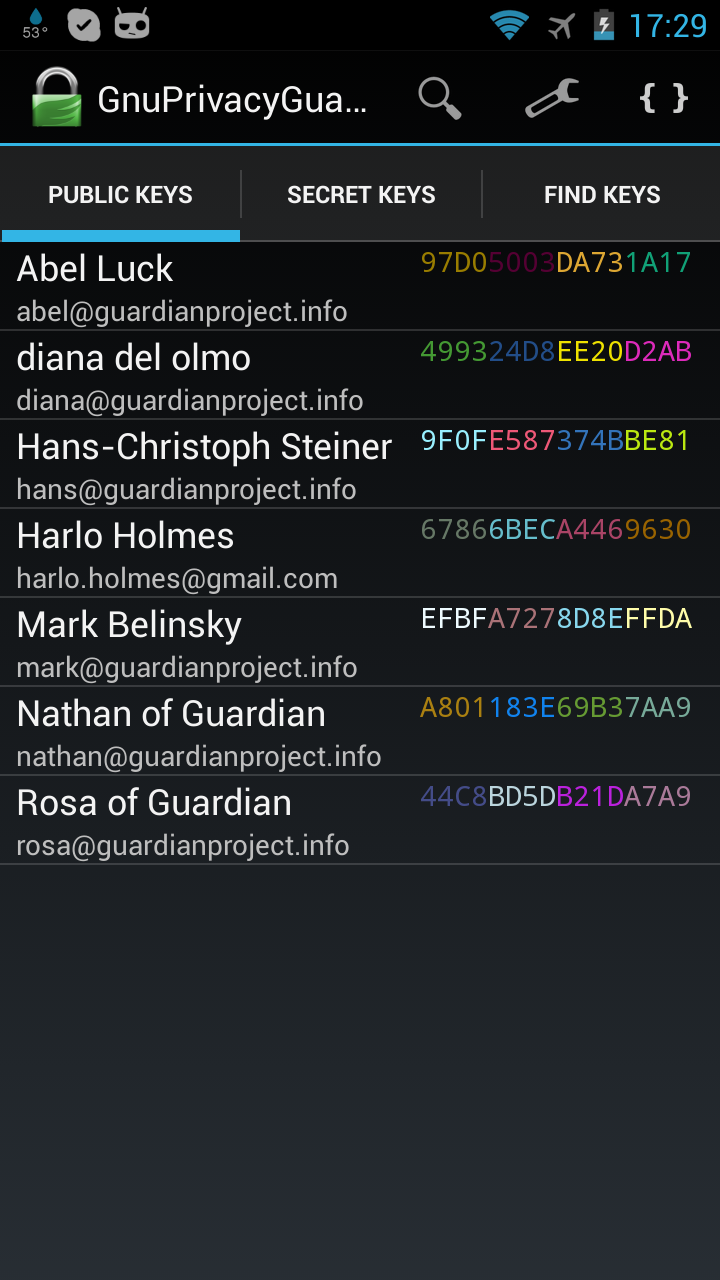 53° 17:29
GnuPrivacyGua... { }
PUBLIC KEYS SECRET KEYS FIND KEYS
Abel Luck 97D05003DA731A17
abel@guardianproject.info
diana del olmo 499324D8EE20D2AB
diana@guardianproject.info
Hans-Christoph Steiner 9F0FE587374BBE81
hans@guardianproject.info
Harlo Holmes 67866BECA4469630
harlo.holmes@gmail.com
Mark Belinsky EFBFA7278D8EFFDA
mark@guardianproject.info
Nathan of Guardian A801183E69B37AA9
nathan@guardianproject.info
Rosa of Guardian 44C8BD5DB21DA7A9
rosa@guardianproject.info